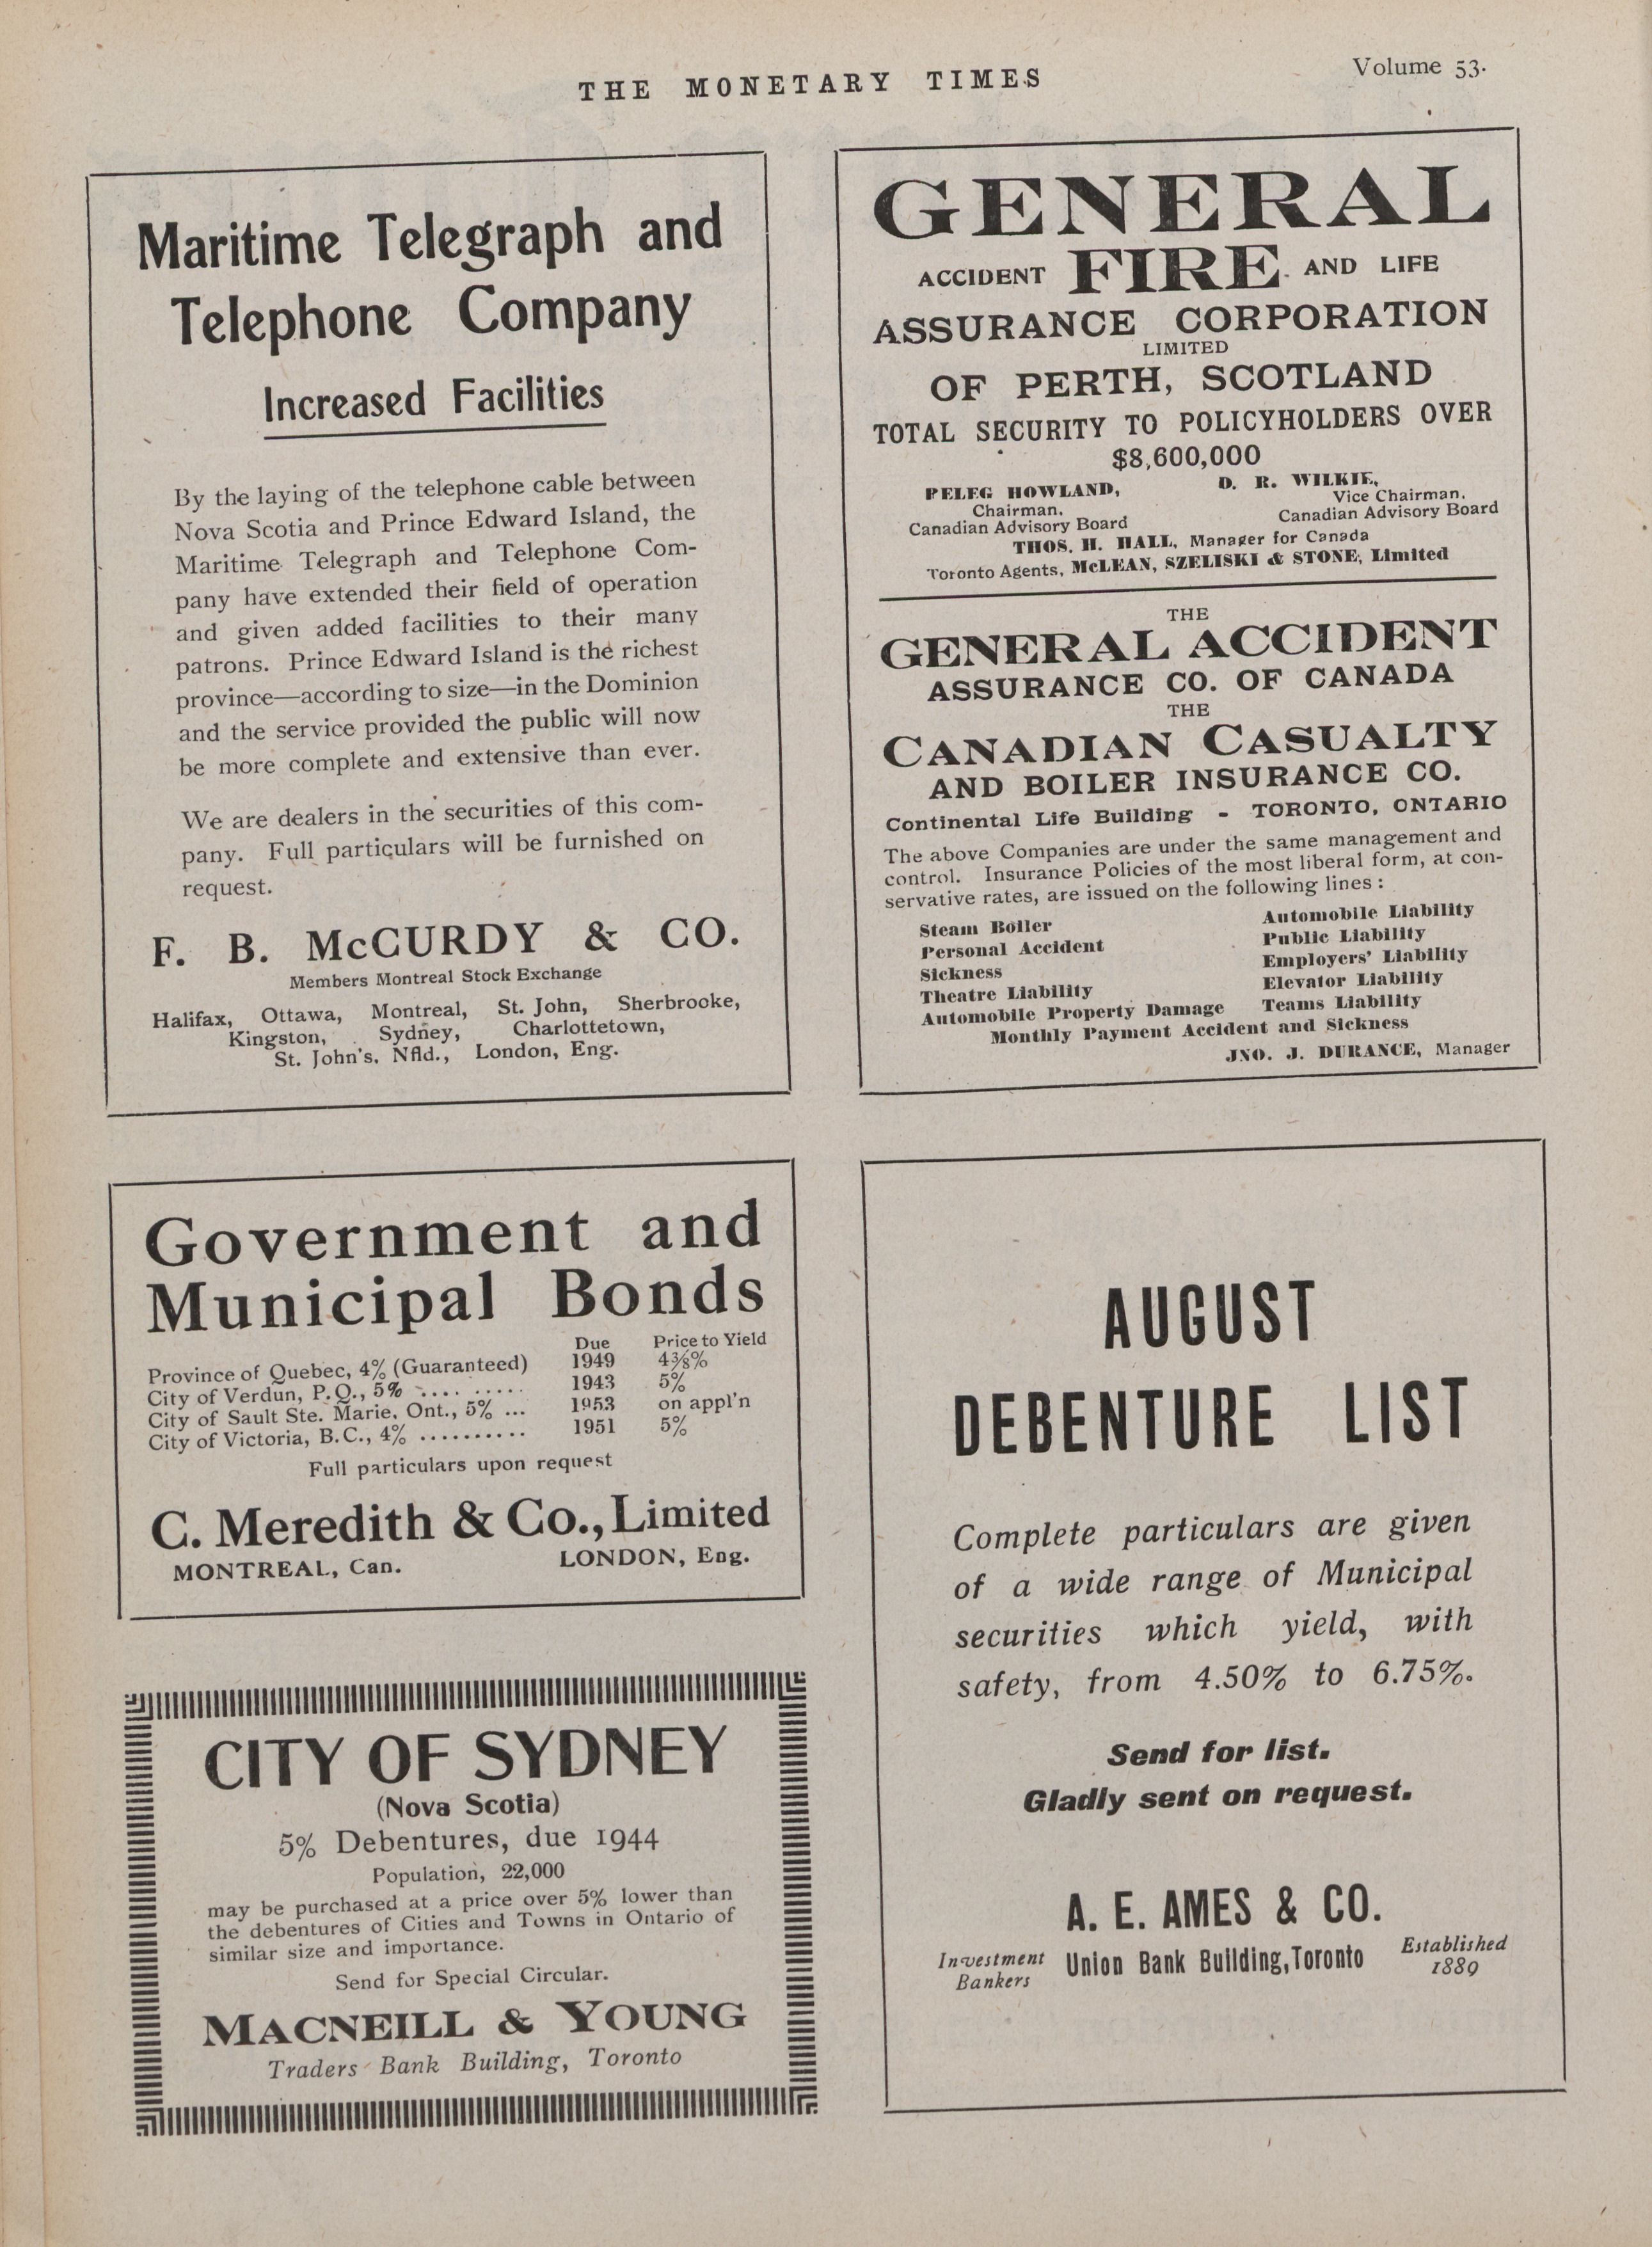 THE MONETARY TIMES
Volume 53.
Maritime Telegraph and
Telephone Company
Increased Facilities
By the laying of the telephone cable between
Nova Scotia and Prince Edward Island, the
Maritime Telegraph and Telephone Com-
pany have extended their field of operation
and given added facilities to their many
patrons. Prince Edward Island is the richest
province—according to size—in the Dominion
and the service provided the public will now
be more complete and extensive than ever.
We are dealers in the securities of this com-
pany. Full particulars will be furnished on
request.
F. B. McCURDY & CO.
Members Montreal Stock Exchange
Halifax, Ottawa, Montreal, St. John, Sherbrooke,
Kingston, Sydney, Charlottetown,
St. John's, Nfld., London, Eng.
GENERAL
ACCIDENT FIRE AND LIFE
ASSURANCE CORPORATION
LIMITED
OF PERTH, SCOTLAND
TOTAL SECURITY TO POLICYHOLDERS OVER
$8,600,000
PELEG HOWLAND, D. R. WILKIE,
Chairman. Vice Chairman.
Canadian Advisory Board Canadian Advisory Board
THOS. H. HALL, Manager for Canada
Toronto Agents, McLEAN, SZELISKI & STONE, Limited
THE
GENERAL ACCIDENT
ASSURANCE CO. OF CANADA
THE
CANADIAN CASUALTY
AND BOILER INSURANCE CO.
Continental Life Building - TORONTO, ONTARIO
The above Companies are under the same management and
control. Insurance Policies of the most liberal form, at con-
servative rates, are issued on the following lines:
Steam Boiler Automobile Liability
Personal Accident Public Liability
Sickness Employers' Liability
Theatre Liability Elevator Liability
Automobile Property Damage Teams Liability
Monthly Payment Accident and Sickness
JNO. J. DURANCE, Manager
Government and
Municipal Bonds
Due Price to Yield
Province of Quebec, 4% (Guaranteed) 1949 4⅜%
City of Verdun, P.Q., 5% .... ..... 1943 5%
City of Sault Ste. Marie, Ont., 5% ... 1953 on appl'n
City of Victoria, B.C., 4% .......... 1951 5%
Full particulars upon request
C. Meredith & Co., Limited
MONTREAL, Can. LONDON, Eng.
CITY OF SYDNEY
(Nova Scotia)
5% Debentures, due 1944
Population, 22,000
may be purchased at a price over 5% lower than
the debentures of Cities and Towns in Ontario of
similar size and importance.
Send for Special Circular.
MACNEILL & YOUNG
Traders Bank Building, Toronto
AUGUST
DEBENTURE LIST
Complete particulars are given
of a wide range of Municipal
securities which yield, with
safety, from 4.50% to 6.75%.
Send for list.
Gladly sent on request.
A. E. AMES & CO.
Investment Bankers Union Bank Building, Toronto Established 1889